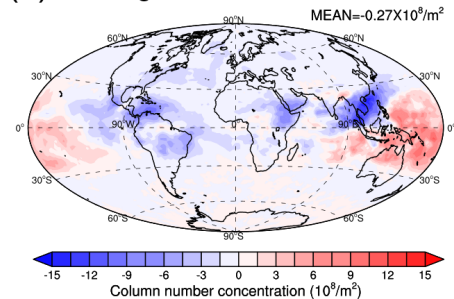 MEAN=-0.27X10⁸/m²
90°N
60°N
60°N
30°N
30°N
0°
90°W
0°
90°E
0°
30°S
30°S
60°S
60°S
90°S
-15 -12 -9 -6 -3 0 3 6 9 12 15
Column number concentration (10⁸/m²)